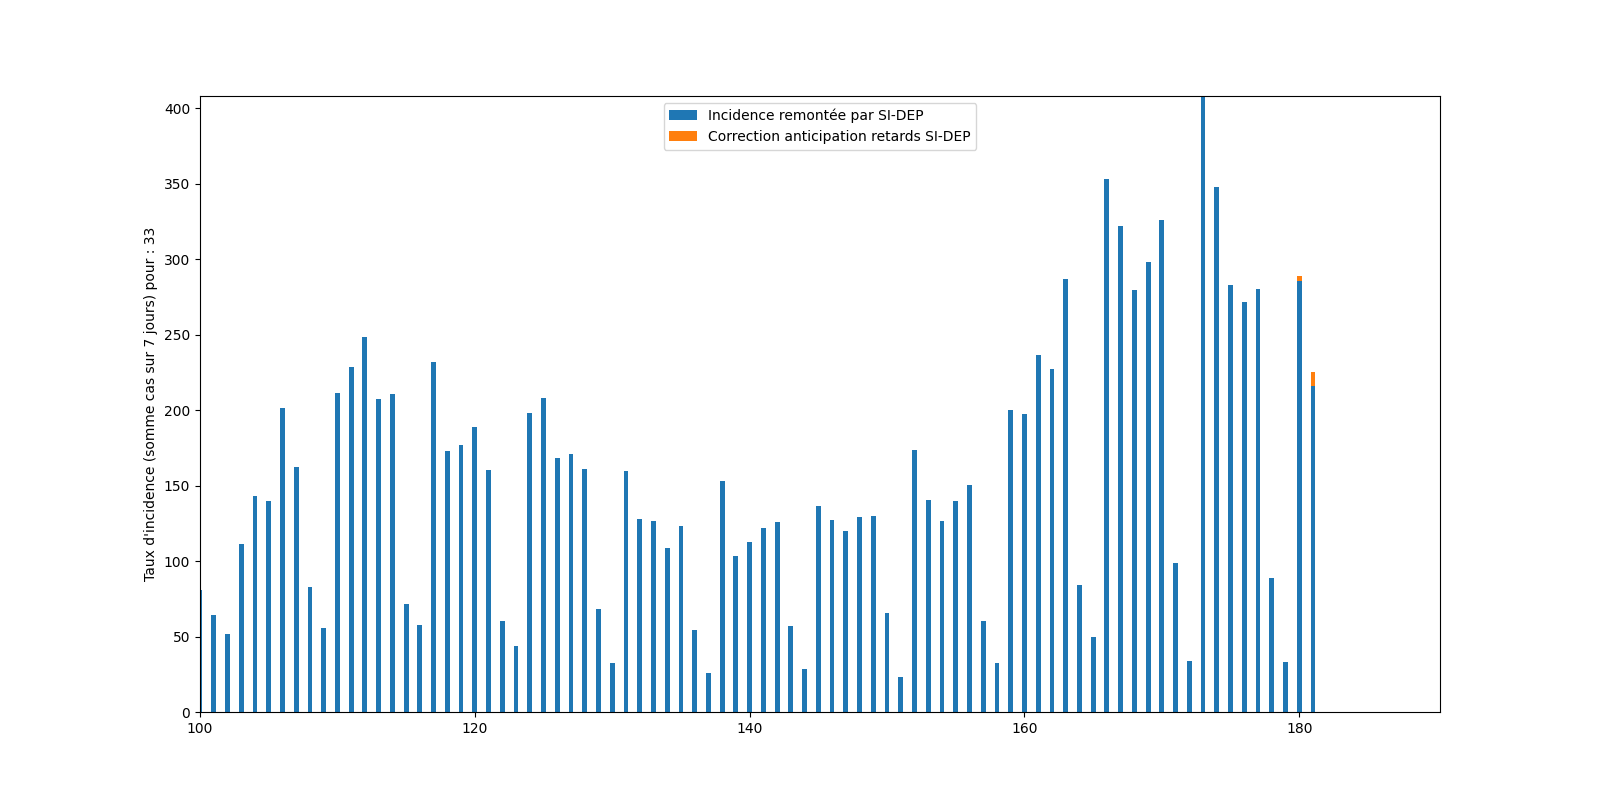 Incidence remontée par SI-DEP
Correction anticipation retards SI-DEP
Taux d'incidence (somme cas sur 7 jours) pour : 33
400
350
300
250
200
150
100
50
0
100 120 140 160 180